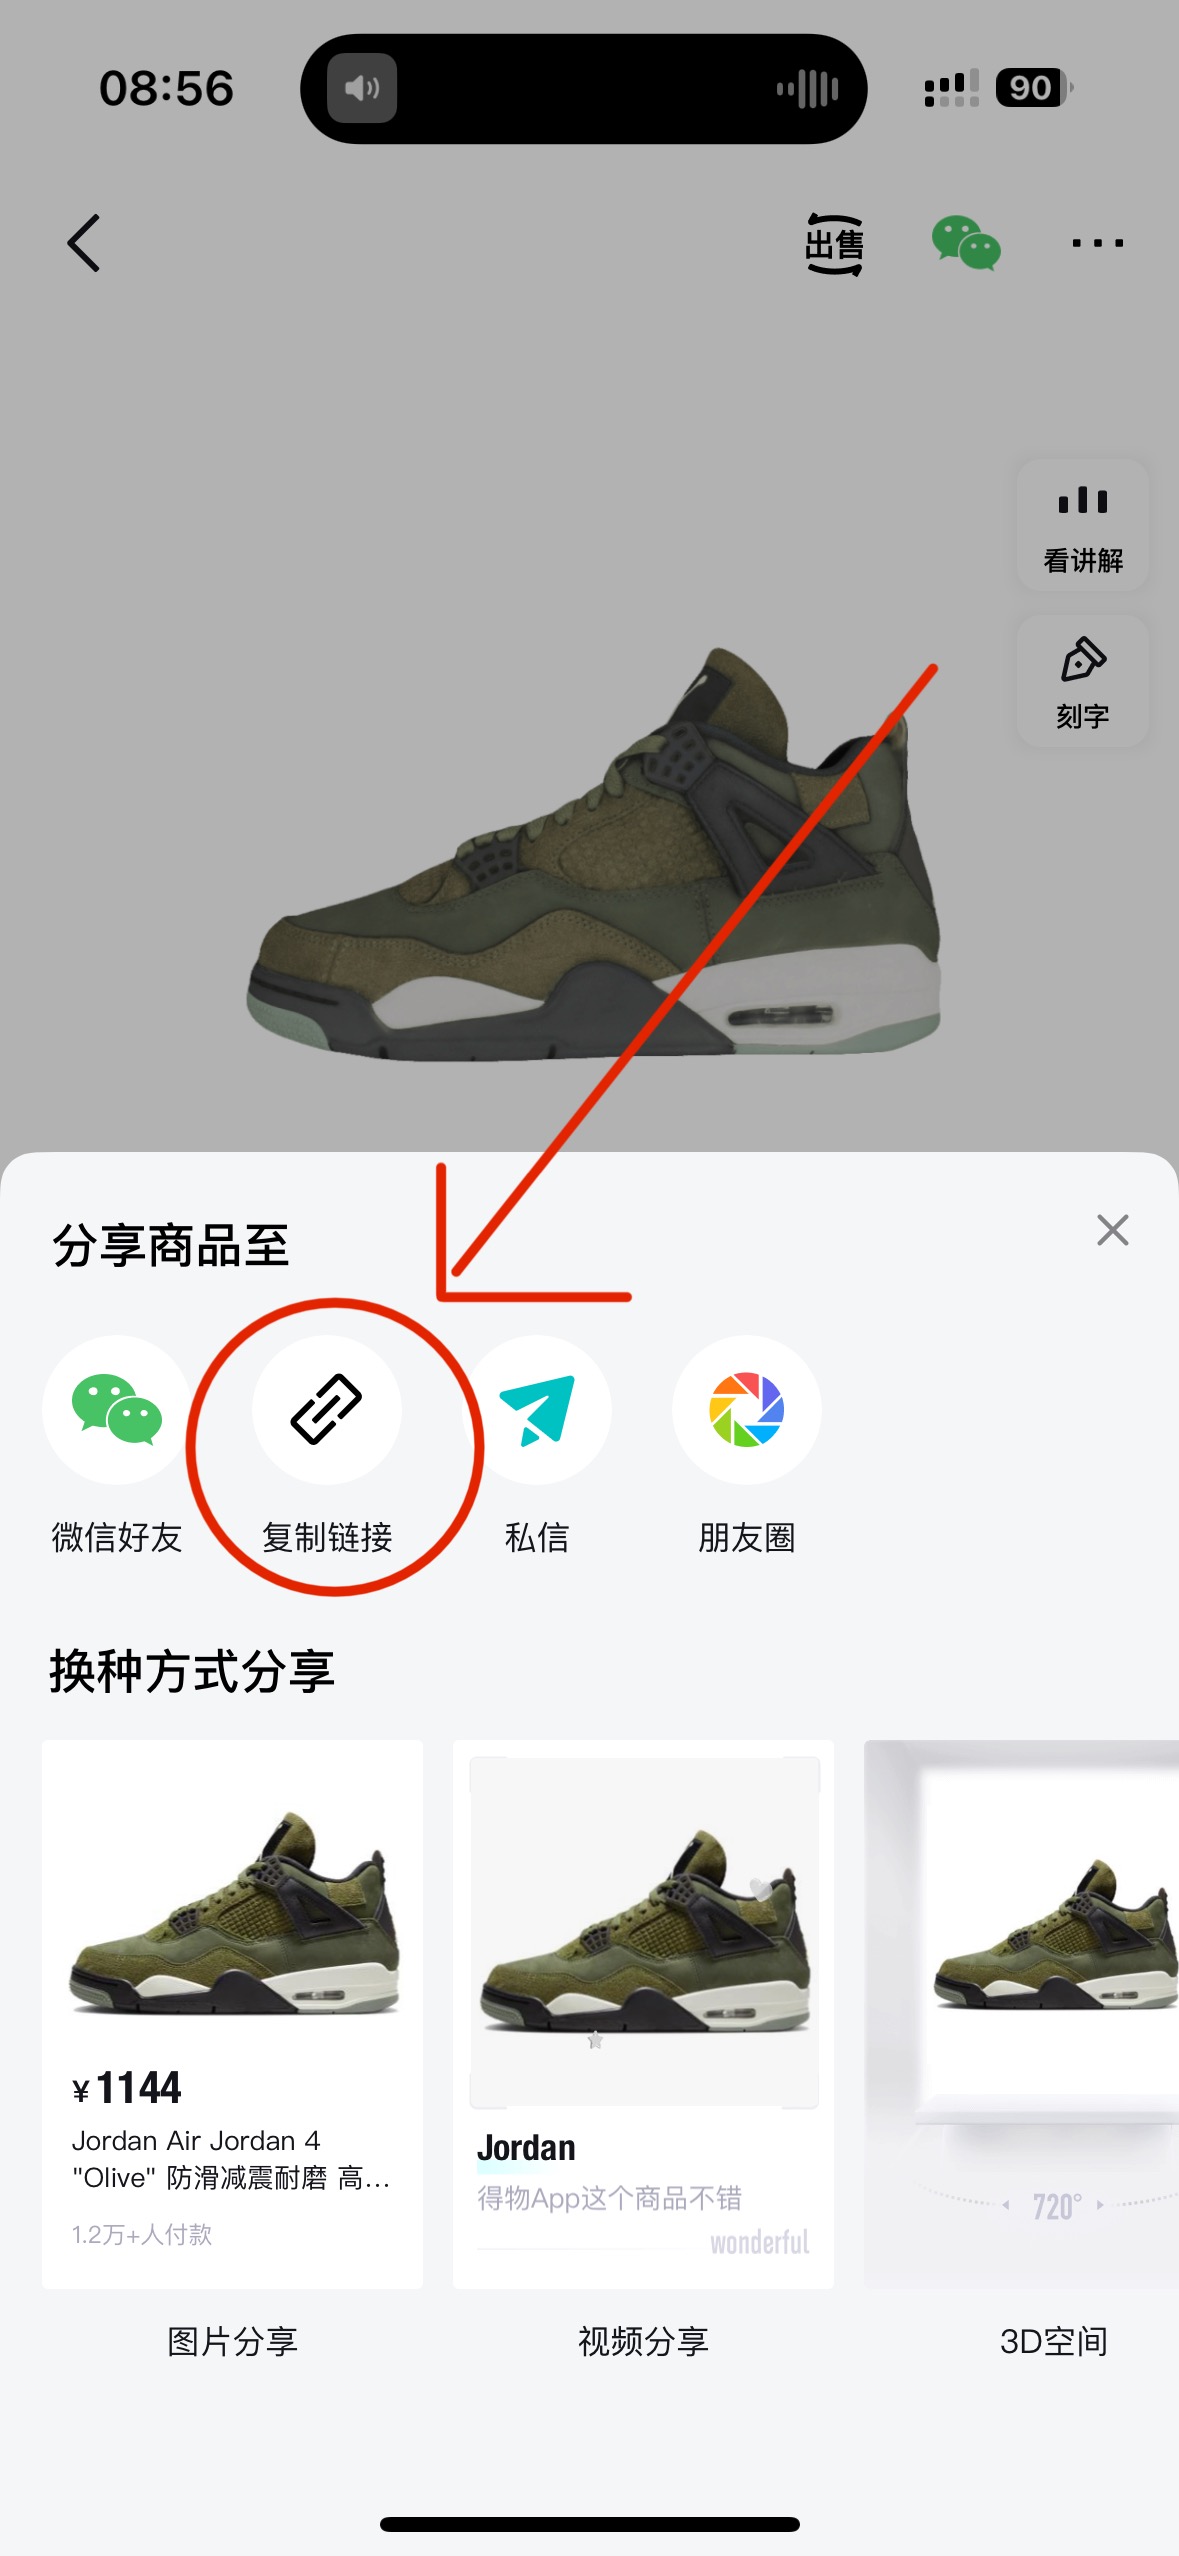 08:56
90
出售
看讲解
刻字
分享商品至
微信好友
复制链接
私信
朋友圈
换种方式分享
¥1144
Jordan Air Jordan 4
"Olive" 防滑减震耐磨 高...
1.2万+人付款
Jordan
得物App这个商品不错
wonderful
720°
图片分享
视频分享
3D空间